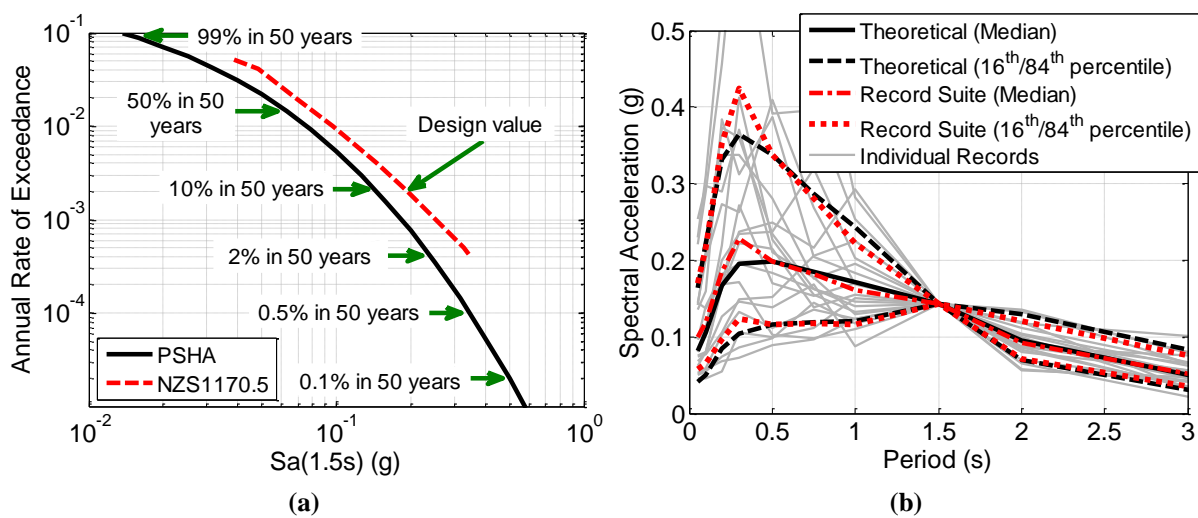 Annual Rate of Exceedance
10⁻¹
10⁻²
10⁻³
10⁻⁴
99% in 50 years
50% in 50
years
Design value
10% in 50 years
2% in 50 years
0.5% in 50 years
0.1% in 50 years
PSHA
NZS1170.5
10⁻²
10⁻¹
10⁰
Sa(1.5s) (g)
(a)
Spectral Acceleration (g)
0.5
0.4
0.3
0.2
0.1
0
Theoretical (Median)
Theoretical (16ᵗʰ/84ᵗʰ percentile)
Record Suite (Median)
Record Suite (16ᵗʰ/84ᵗʰ percentile)
Individual Records
0 0.5 1 1.5 2 2.5 3
Period (s)
(b)